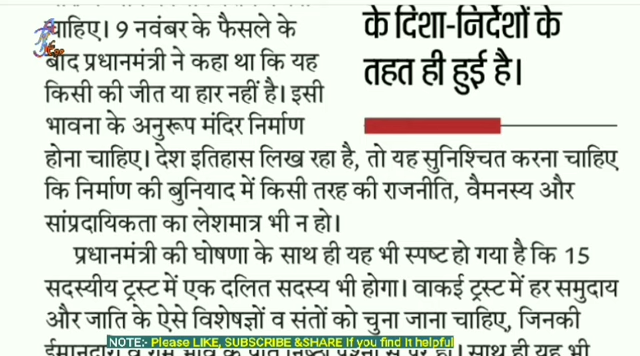 चाहिए। 9 नवंबर के फैसले के
बाद प्रधानमंत्री ने कहा था कि यह
किसी की जीत या हार नहीं है। इसी
भावना के अनुरूप मंदिर निर्माण
के दिशा-निर्देशों के
तहत ही हुई है।
होना चाहिए। देश इतिहास लिख रहा है, तो यह सुनिश्चित करना चाहिए
कि निर्माण की बुनियाद में किसी तरह की राजनीति, वैमनस्य और
सांप्रदायिकता का लेशमात्र भी न हो।
प्रधानमंत्री की घोषणा के साथ ही यह भी स्पष्ट हो गया है कि 15
सदस्यीय ट्रस्ट में एक दलित सदस्य भी होगा। वाकई ट्रस्ट में हर समुदाय
और जाति के ऐसे विशेषज्ञों व संतों को चुना जाना चाहिए, जिनकी
NOTE:- Please LIKE, SUBSCRIBE &SHARE if you find it helpful